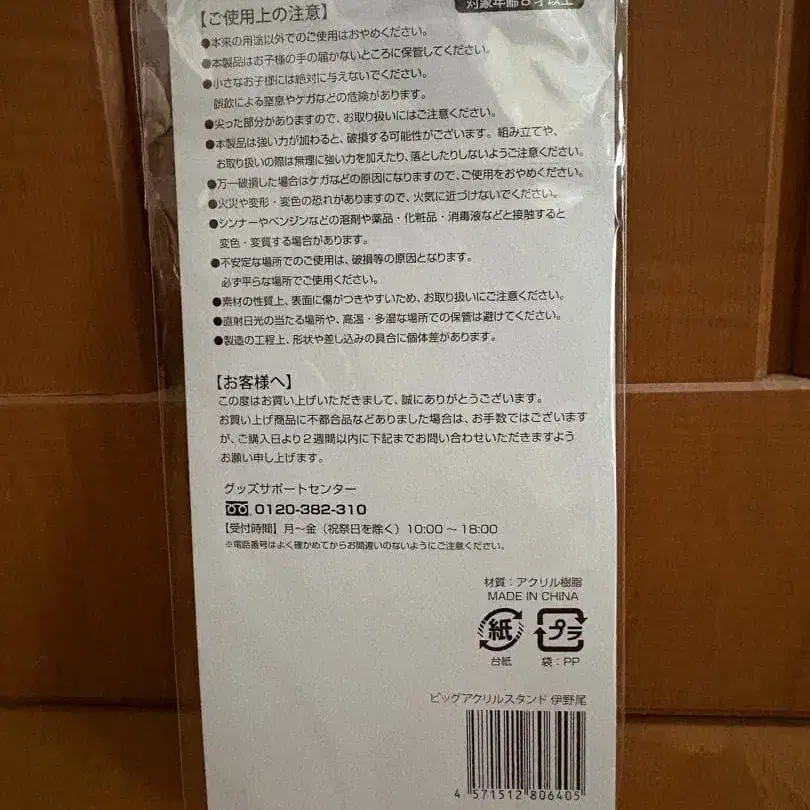 【ご使用上の注意】
対象年齢8才以上
●本来の用途以外でのご使用はおやめください。
●本製品はお子様の手の届かないところに保管してください。
●小さなお子様には絶対に与えないでください。
誤飲による窒息やケガなどの危険があります。
●尖った部分がありますので、お取り扱いにはご注意ください。
●本製品は強い力が加わると、破損する可能性がございます。組み立てや、
お取り扱いの際は無理に強い力を加えたり、落としたりしないようご注意ください。
●万一破損した場合はケガなどの原因になりますので、ご使用をおやめください。
●火災や変形・変色の恐れがありますので、火気に近づけないでください。
●シンナーやベンジンなどの溶剤や薬品・化粧品・消毒液などと接触すると
変色・変質する場合があります。
●不安定な場所でのご使用は、破損等の原因となります。
必ず平らな場所でご使用ください。
●素材の性質上、表面に傷がつきやすいため、お取り扱いにご注意ください。
●直射日光の当たる場所や、高温・多湿な場所での保管は避けてください。
●製造の工程上、形状や差し込みの具合に個体差があります。
【お客様へ】
この度はお買い上げいただきまして、誠にありがとうございます。
お買い上げ商品に不都合品などありました場合は、お手数ではございます
が、ご購入日より2週間以内に下記までお問い合わせいただきますよう
お願い申し上げます。
グッズサポートセンター
0120-382-310
【受付時間】月～金（祝祭日を除く）10:00～18:00
※電話番号はよく確かめてからお間違いのないようにご注意ください。
材質：アクリル樹脂
MADE IN CHINA
紙 プラ
台紙 袋：PP
ビッグアクリルスタンド 伊野尾
4 571512 806405